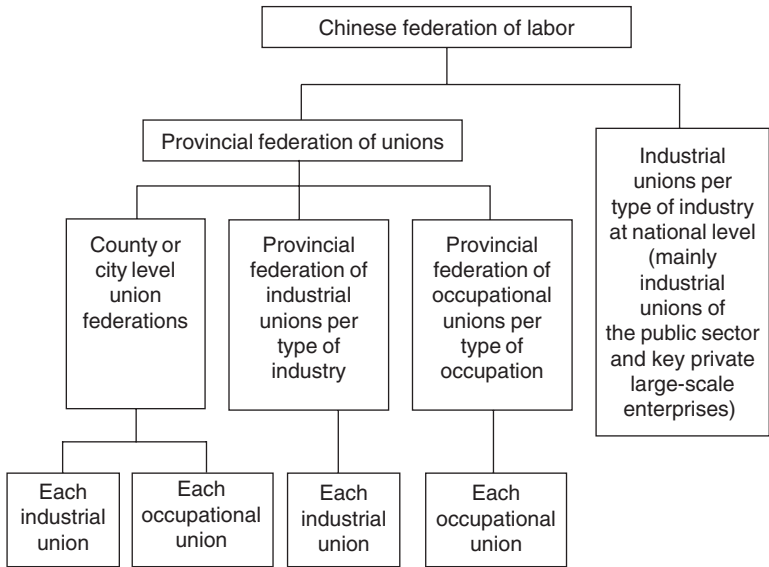 Chinese federation of labor
Provincial federation of unions
Industrial
unions per
type of industry
at national level
(mainly
industrial
unions of
the public sector
and key private
large-scale
enterprises)
County or
city level
union
federations
Provincial
federation of
industrial
unions per
type of
industry
Provincial
federation of
occupational
unions per
type of
occupation
Each
industrial
union
Each
occupational
union
Each
industrial
union
Each
occupational
union